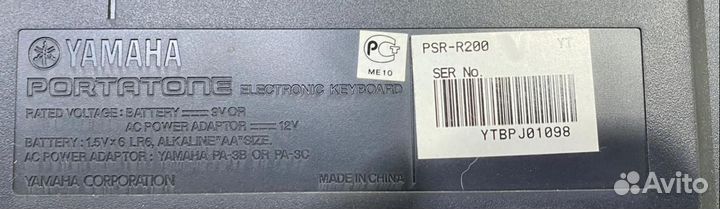 YAMAHA
PORTATONE ELECTRONIC KEYBOARD
RATED VOLTAGE: BATTERY 9V OR
AC POWER ADAPTOR 12V
BATTERY: 1.5V×6 LR6, ALKALINE"AA"SIZE.
AC POWER ADAPTOR: YAMAHA PA-3B OR PA-3C
YAMAHA CORPORATION MADE IN CHINA
РСТ
ME10
PSR-R200 YT
SER No.
YTBPJ01098
Avito